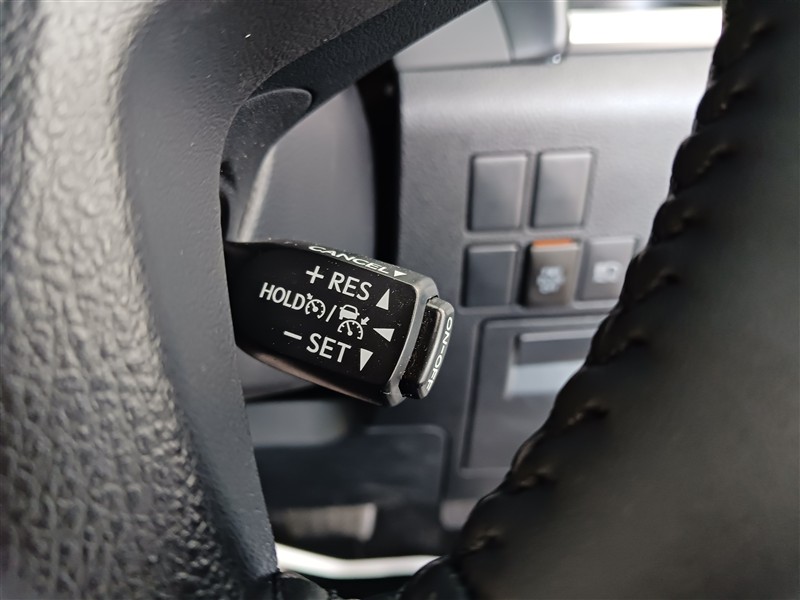 CANCEL▼
+ RES ▲
HOLD / ◀
− SET ▼
ON-OFF